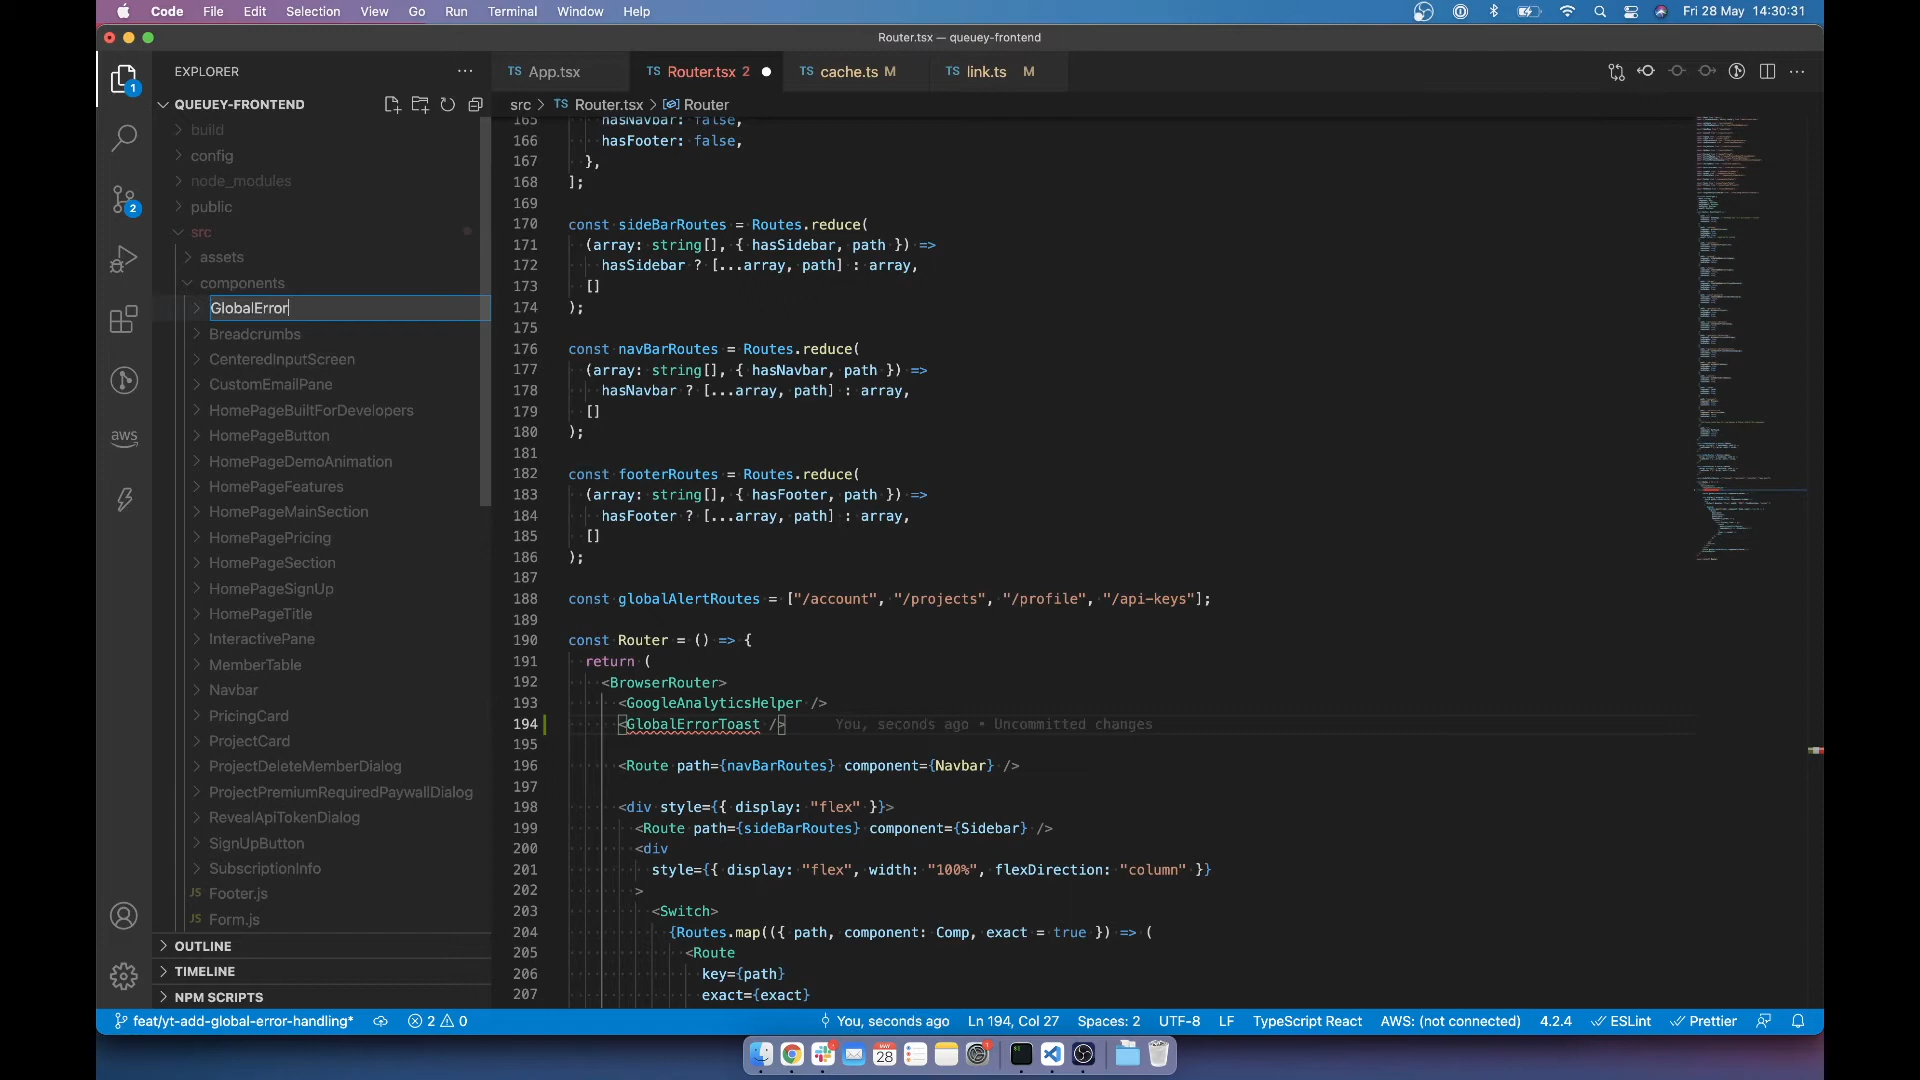 Code File Edit Selection View Go Run Terminal Window Help Fri 28 May 14:30:31
Router.tsx — queuey-frontend
EXPLORER
TS App.tsx TS Router.tsx 2 TS cache.ts M TS link.ts M
QUEUEY-FRONTEND
src > TS Router.tsx > Router
build
config
node_modules
public
src
assets
components
GlobalError
Breadcrumbs
CenteredInputScreen
CustomEmailPane
HomePageBuiltForDevelopers
HomePageButton
HomePageDemoAnimation
HomePageFeatures
HomePageMainSection
HomePagePricing
HomePageSection
HomePageSignUp
HomePageTitle
InteractivePane
MemberTable
Navbar
PricingCard
ProjectCard
ProjectDeleteMemberDialog
ProjectPremiumRequiredPaywallDialog
RevealApiTokenDialog
SignUpButton
SubscriptionInfo
JS Footer.js
JS Form.js
OUTLINE
TIMELINE
NPM SCRIPTS
1
2
aws
165 hasNavbar: false,
166 hasFooter: false,
167 },
168 ];
169
170 const sideBarRoutes = Routes.reduce(
171 (array: string[], { hasSidebar, path }) =>
172 hasSidebar ? [...array, path] : array,
173 []
174 );
175
176 const navBarRoutes = Routes.reduce(
177 (array: string[], { hasNavbar, path }) =>
178 hasNavbar ? [...array, path] : array,
179 []
180 );
181
182 const footerRoutes = Routes.reduce(
183 (array: string[], { hasFooter, path }) =>
184 hasFooter ? [...array, path] : array,
185 []
186 );
187
188 const globalAlertRoutes = ["/account", "/projects", "/profile", "/api-keys"];
189
190 const Router = () => {
191 return (
192 <BrowserRouter>
193 <GoogleAnalyticsHelper />
194 <GlobalErrorToast /> You, seconds ago • Uncommitted changes
195
196 <Route path={navBarRoutes} component={Navbar} />
197
198 <div style={{ display: "flex" }}>
199 <Route path={sideBarRoutes} component={Sidebar} />
200 <div
201 style={{ display: "flex", width: "100%", flexDirection: "column" }}
202 >
203 <Switch>
204 {Routes.map(({ path, component: Comp, exact = true }) => (
205 <Route
206 key={path}
207 exact={exact}
feat/yt-add-global-error-handling* 2 0 You, seconds ago Ln 194, Col 27 Spaces: 2 UTF-8 LF TypeScript React AWS: (not connected) 4.2.4 ESLint Prettier
28